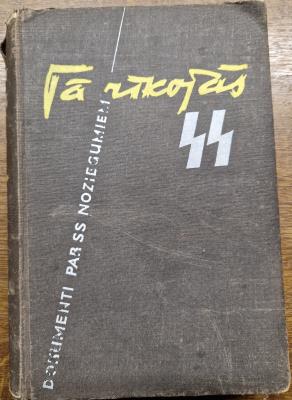 Tā rīkojās
SS
DOKUMENTI PAR SS NOZIEGUMIEM